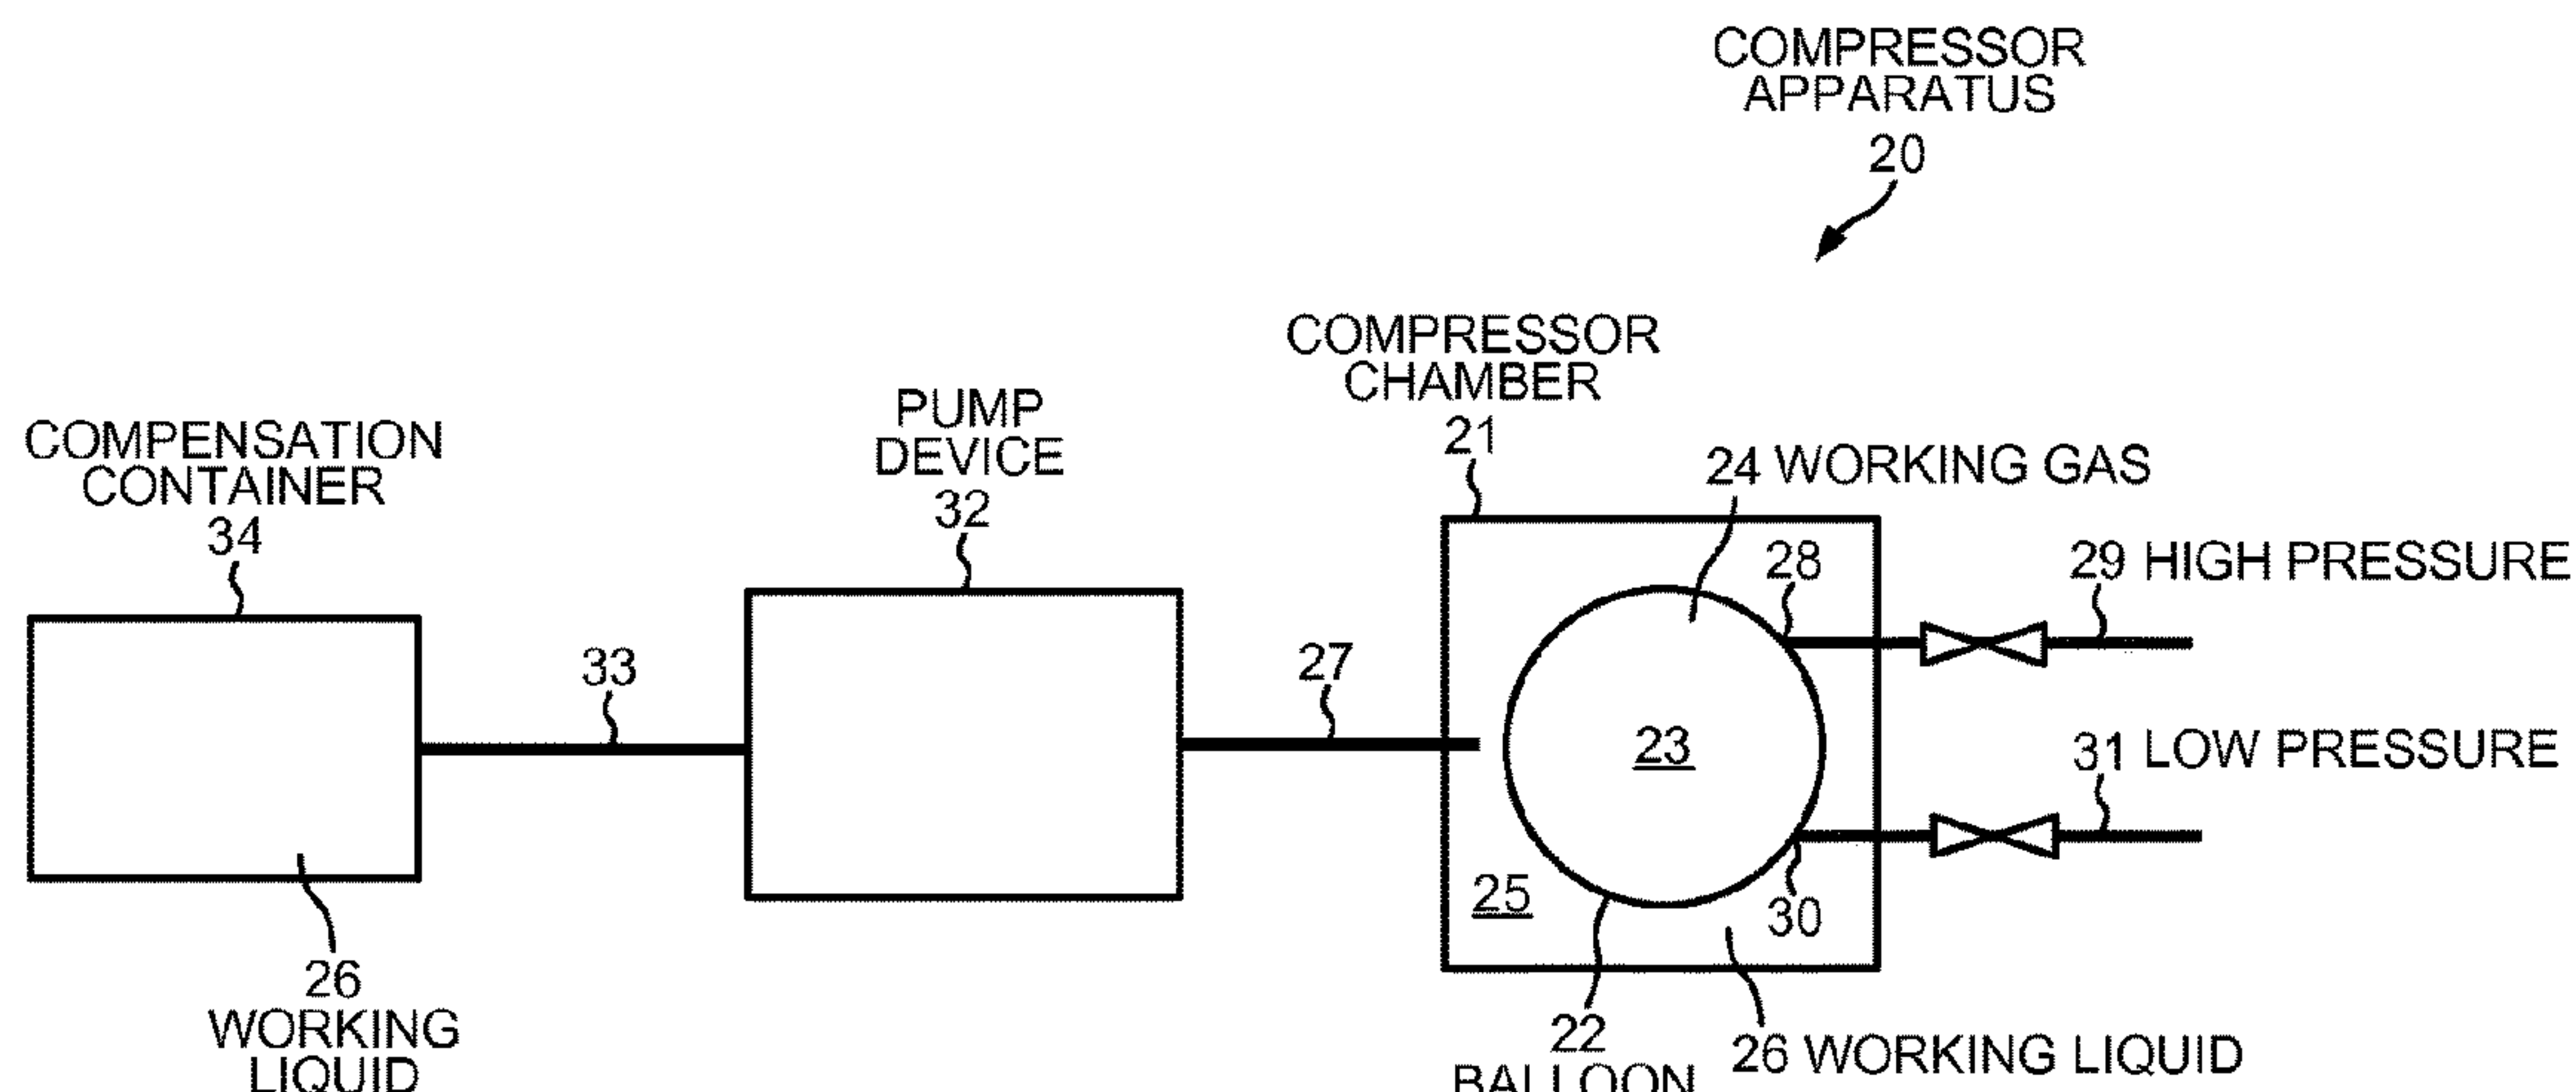 COMPRESSOR
APPARATUS
20
COMPRESSOR
CHAMBER
21
PUMP
DEVICE
32
COMPENSATION
CONTAINER
34
24 WORKING GAS
28
29 HIGH PRESSURE
33
27
23
31 LOW PRESSURE
25
30
26
WORKING
LIQUID
22
BALLOON
26 WORKING LIQUID